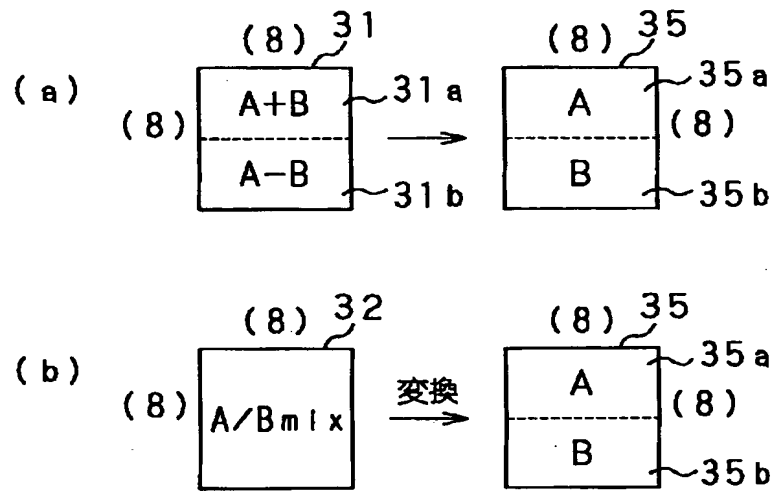 (8) 31 (8) 35
(a) (8) A+B 31a A 35a (8)
A−B 31b B 35b
(8) 32 (8) 35
(b) (8) A/Bmix 変換 A 35a (8)
B 35b